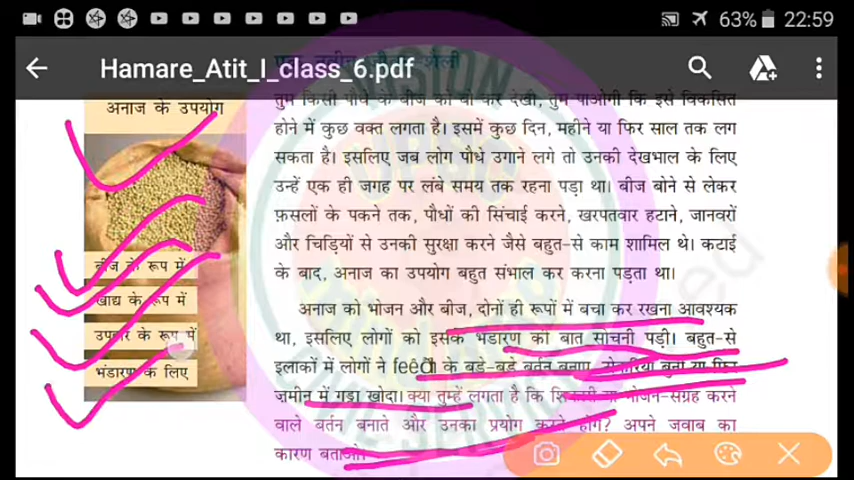 63% 22:59
Hamare_Atit_I_class_6.pdf
अनाज के उपयोग
बीज के रूप में
खाद्य के रूप में
उपहार के रूप में
भंडारण के लिए
तुम किसी पौधे के बीज को बो कर देखो, तुम पाओगी कि इसे विकसित
होने में कुछ वक्त लगता है। इसमें कुछ दिन, महीने या फिर साल तक लग
सकता है। इसलिए जब लोग पौधे उगाने लगे तो उनकी देखभाल के लिए
उन्हें एक ही जगह पर लंबे समय तक रहना पड़ा था। बीज बोने से लेकर
फ़सलों के पकने तक, पौधों की सिंचाई करने, खरपतवार हटाने, जानवरों
और चिड़ियों से उनकी सुरक्षा करने जैसे बहुत-से काम शामिल थे। कटाई
के बाद, अनाज का उपयोग बहुत संभाल कर करना पड़ता था।
अनाज को भोजन और बीज, दोनों ही रूपों में बचा कर रखना आवश्यक
था, इसलिए लोगों को इसके भंडारण की बात सोचनी पड़ी। बहुत-से
इलाकों में लोगों ने के बड़े-बड़े बर्तन बनाए, टोकरियाँ बुनीं या फिर
ज़मीन में गड्ढा खोदा। क्या तुम्हें लगता है कि शिकारी या भोजन-संग्रह करने
वाले बर्तन बनाते और उनका प्रयोग करते होंगे? अपने जवाब का
कारण बताओ।